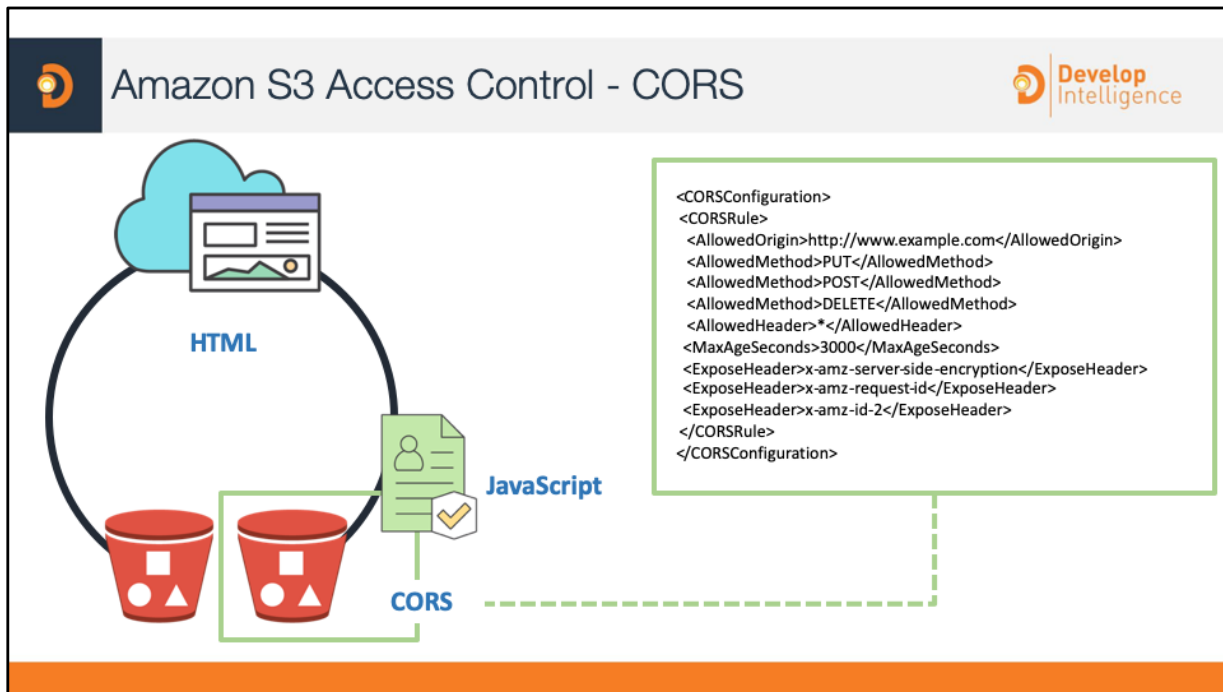 Amazon S3 Access Control - CORS
Develop
Intelligence
HTML
JavaScript
CORS
<CORSConfiguration>
<CORSRule>
<AllowedOrigin>http://www.example.com</AllowedOrigin>
<AllowedMethod>PUT</AllowedMethod>
<AllowedMethod>POST</AllowedMethod>
<AllowedMethod>DELETE</AllowedMethod>
<AllowedHeader>*</AllowedHeader>
<MaxAgeSeconds>3000</MaxAgeSeconds>
<ExposeHeader>x-amz-server-side-encryption</ExposeHeader>
<ExposeHeader>x-amz-request-id</ExposeHeader>
<ExposeHeader>x-amz-id-2</ExposeHeader>
</CORSRule>
</CORSConfiguration>